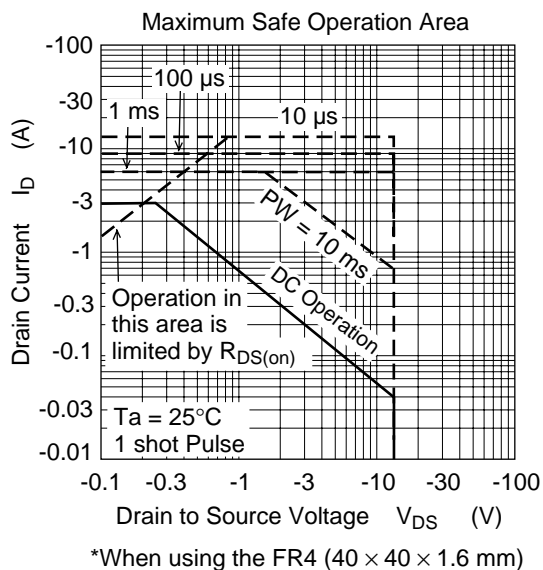 Maximum Safe Operation Area
-100
-30
-10
-3
-1
-0.3
-0.1
-0.03
-0.01
Drain Current I_D (A)
100 µs
1 ms
10 µs
PW = 10 ms
DC Operation
Operation in
this area is
limited by R_DS(on)
Ta = 25°C
1 shot Pulse
-0.1 -0.3 -1 -3 -10 -30 -100
Drain to Source Voltage V_DS (V)
*When using the FR4 (40 × 40 × 1.6 mm)